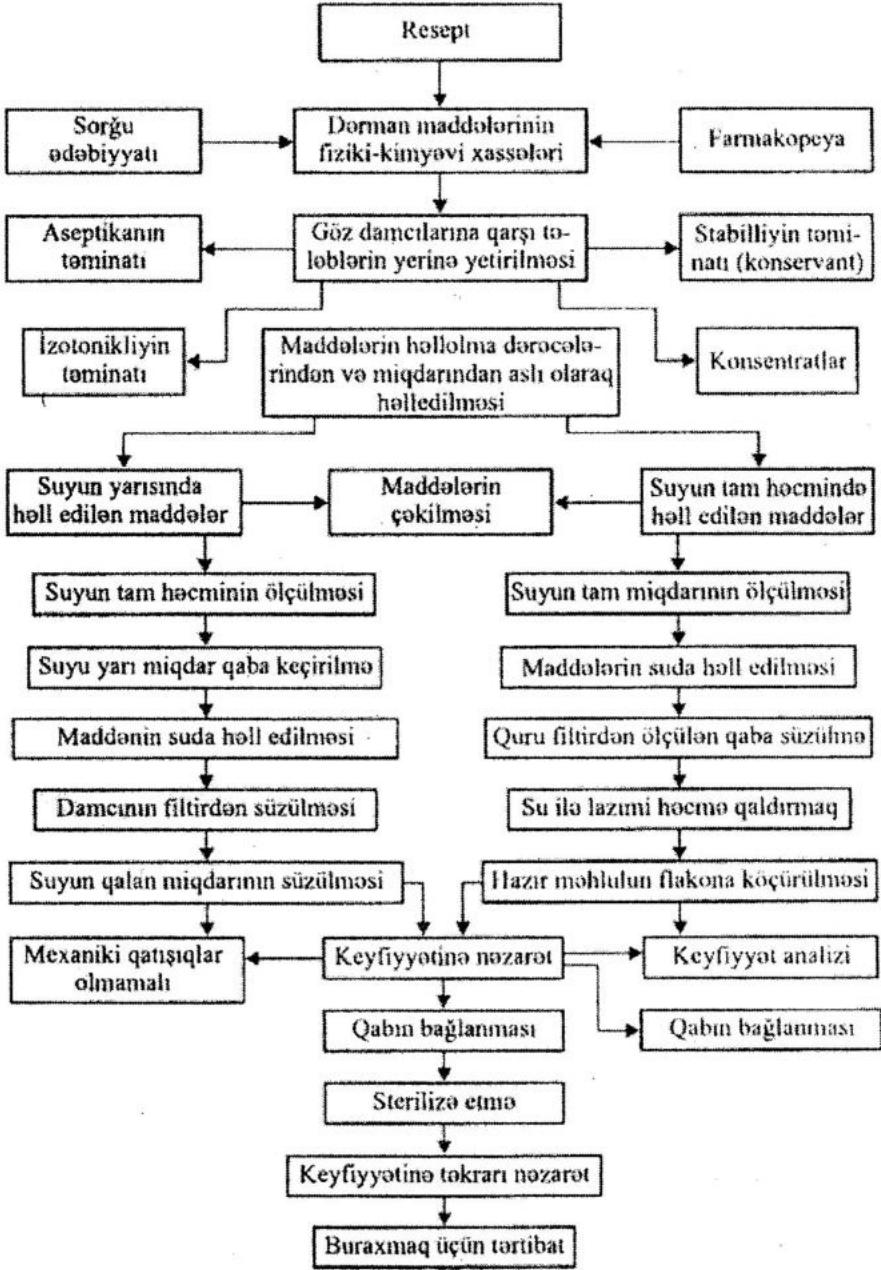 Resept
Sorğu
ədəbiyyatı
Dərman maddələrinin
fiziki-kimyəvi xassələri
Farmakopeya
Aseptikanın
təminatı
Göz damcılarına qarşı tə-
ləblərin yerinə yetirilməsi
Stabilliyin təmi-
natı (konservant)
İzotonikliyin
təminatı
Maddələrin həllolma dərəcələ-
rindən və miqdarından aslı olaraq
həlledilməsi
Konsentratlar
Suyun yarısında
həll edilən maddələr
Maddələrin
çəkilməsi
Suyun tam həcmində
həll edilən maddələr
Suyun tam həcminin ölçülməsi
Suyun tam miqdarının ölçülməsi
Suyu yarı miqdar qaba keçirilmə
Maddələrin suda həll edilməsi
Maddənin suda həll edilməsi
Quru filtirdən ölçülən qaba süzülmə
Damcının filtirdən süzülməsi
Su ilə lazımi həcmə qaldırmaq
Suyun qalan miqdarının süzülməsi
Hazır məhlulun flakona köçürülməsi
Mexaniki qatışıqlar
olmamalı
Keyfiyyətinə nəzarət
Keyfiyyət analizi
Qabın bağlanması
Qabın bağlanması
Sterilizə etmə
Keyfiyyətinə təkrarı nəzarət
Buraxmaq üçün tərtibat